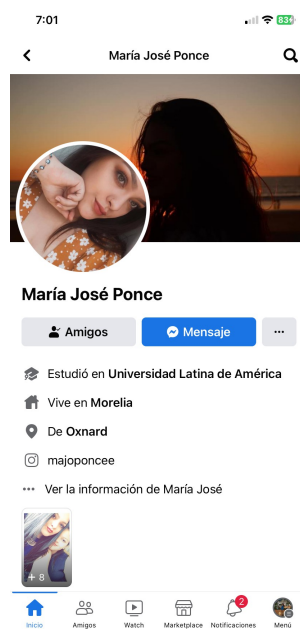 7:01
83
María José Ponce
María José Ponce
Amigos
Mensaje
Estudió en Universidad Latina de América
Vive en Morelia
De Oxnard
majoponcee
Ver la información de María José
+ 8
2
Inicio
Amigos
Watch
Marketplace
Notificaciones
Menú